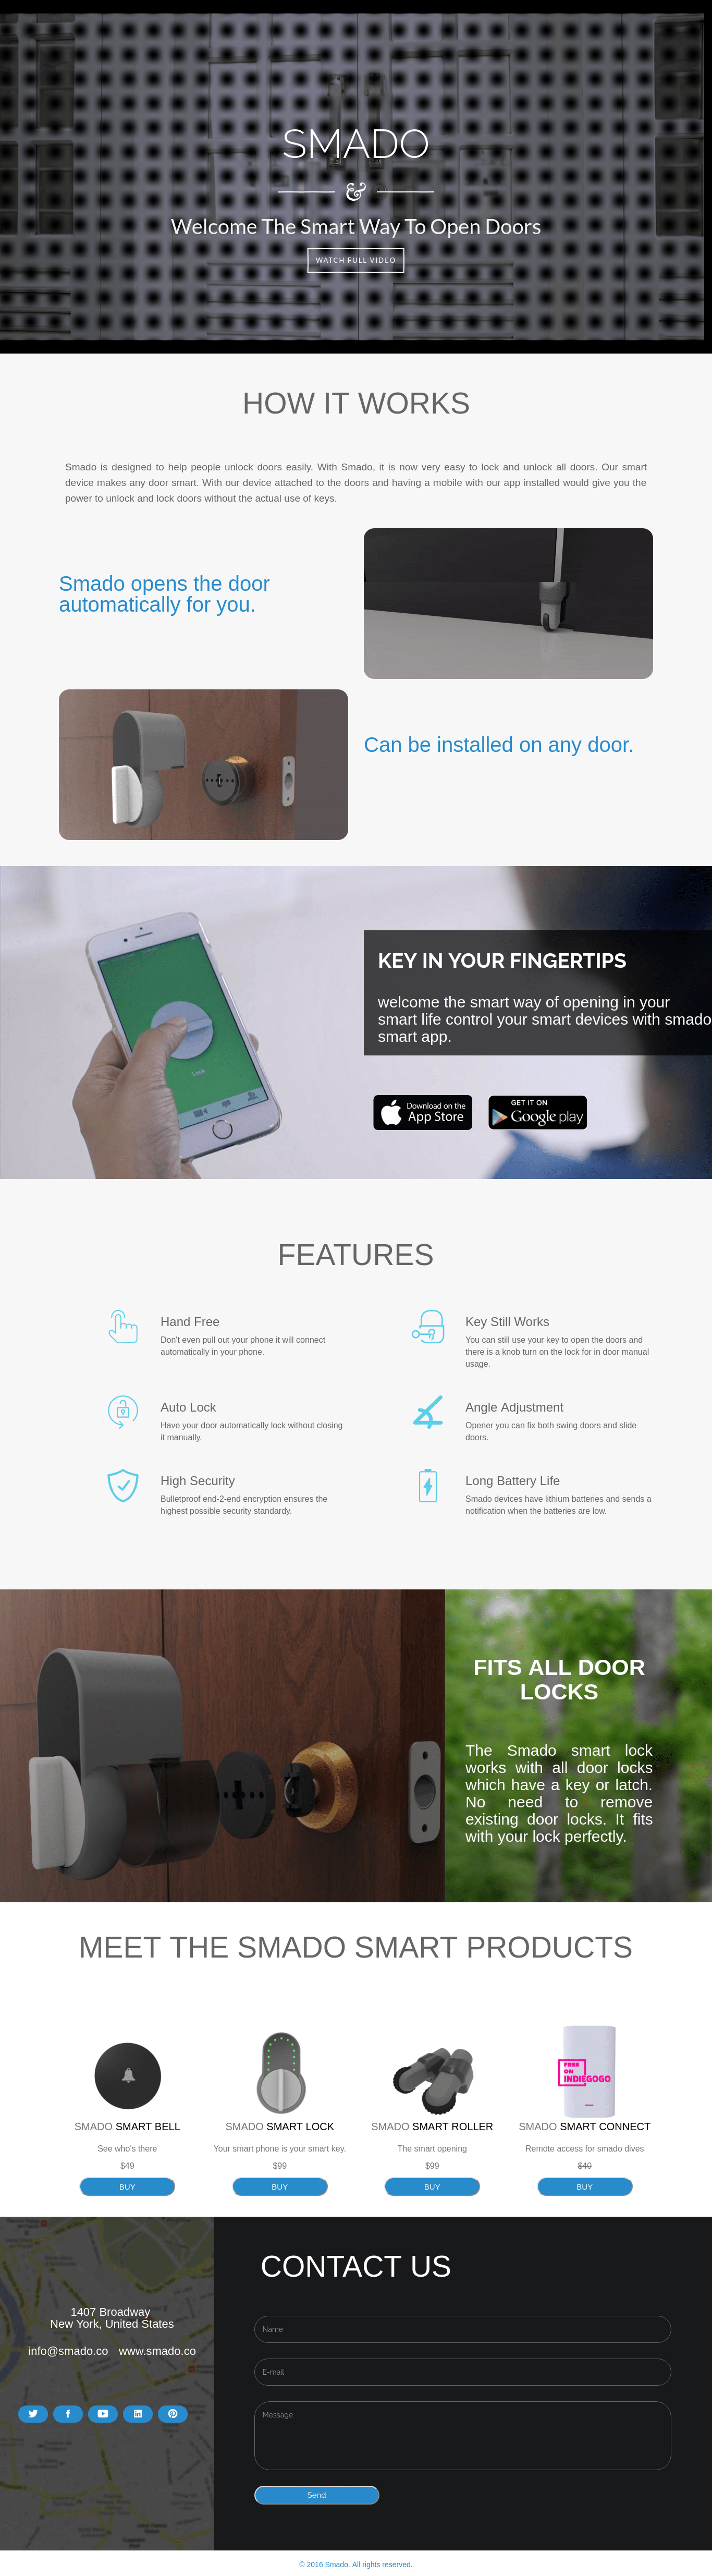 SMADO
&
Welcome The Smart Way To Open Doors
WATCH FULL VIDEO
HOW IT WORKS
Smado is designed to help people unlock doors easily. With Smado, it is now very easy to lock and unlock all doors. Our smart
device makes any door smart. With our device attached to the doors and having a mobile with our app installed would give you the
power to unlock and lock doors without the actual use of keys.
Smado opens the door
automatically for you.
Can be installed on any door.
Lock
KEY IN YOUR FINGERTIPS
welcome the smart way of opening in your
smart life control your smart devices with smado
smart app.
Download on the
App Store
GET IT ON
Google play
FEATURES
Hand Free
Don't even pull out your phone it will connect
automatically in your phone.
Key Still Works
You can still use your key to open the doors and
there is a knob turn on the lock for in door manual
usage.
Auto Lock
Have your door automatically lock without closing
it manually.
Angle Adjustment
Opener you can fix both swing doors and slide
doors.
High Security
Bulletproof end-2-end encryption ensures the
highest possible security standardy.
Long Battery Life
Smado devices have lithium batteries and sends a
notification when the batteries are low.
FITS ALL DOOR
LOCKS
The Smado smart lock
works with all door locks
which have a key or latch.
No need to remove
existing door locks. It fits
with your lock perfectly.
MEET THE SMADO SMART PRODUCTS
FREE
ON
INDIEGOGO
SMADO SMART BELL
See who's there
$49
BUY
SMADO SMART LOCK
Your smart phone is your smart key.
$99
BUY
SMADO SMART ROLLER
The smart opening
$99
BUY
SMADO SMART CONNECT
Remote access for smado dives
$40
BUY
1407 Broadway
New York, United States
info@smado.co www.smado.co
CONTACT US
Name
E-mail
Message
Send
© 2016 Smado. All rights reserved.